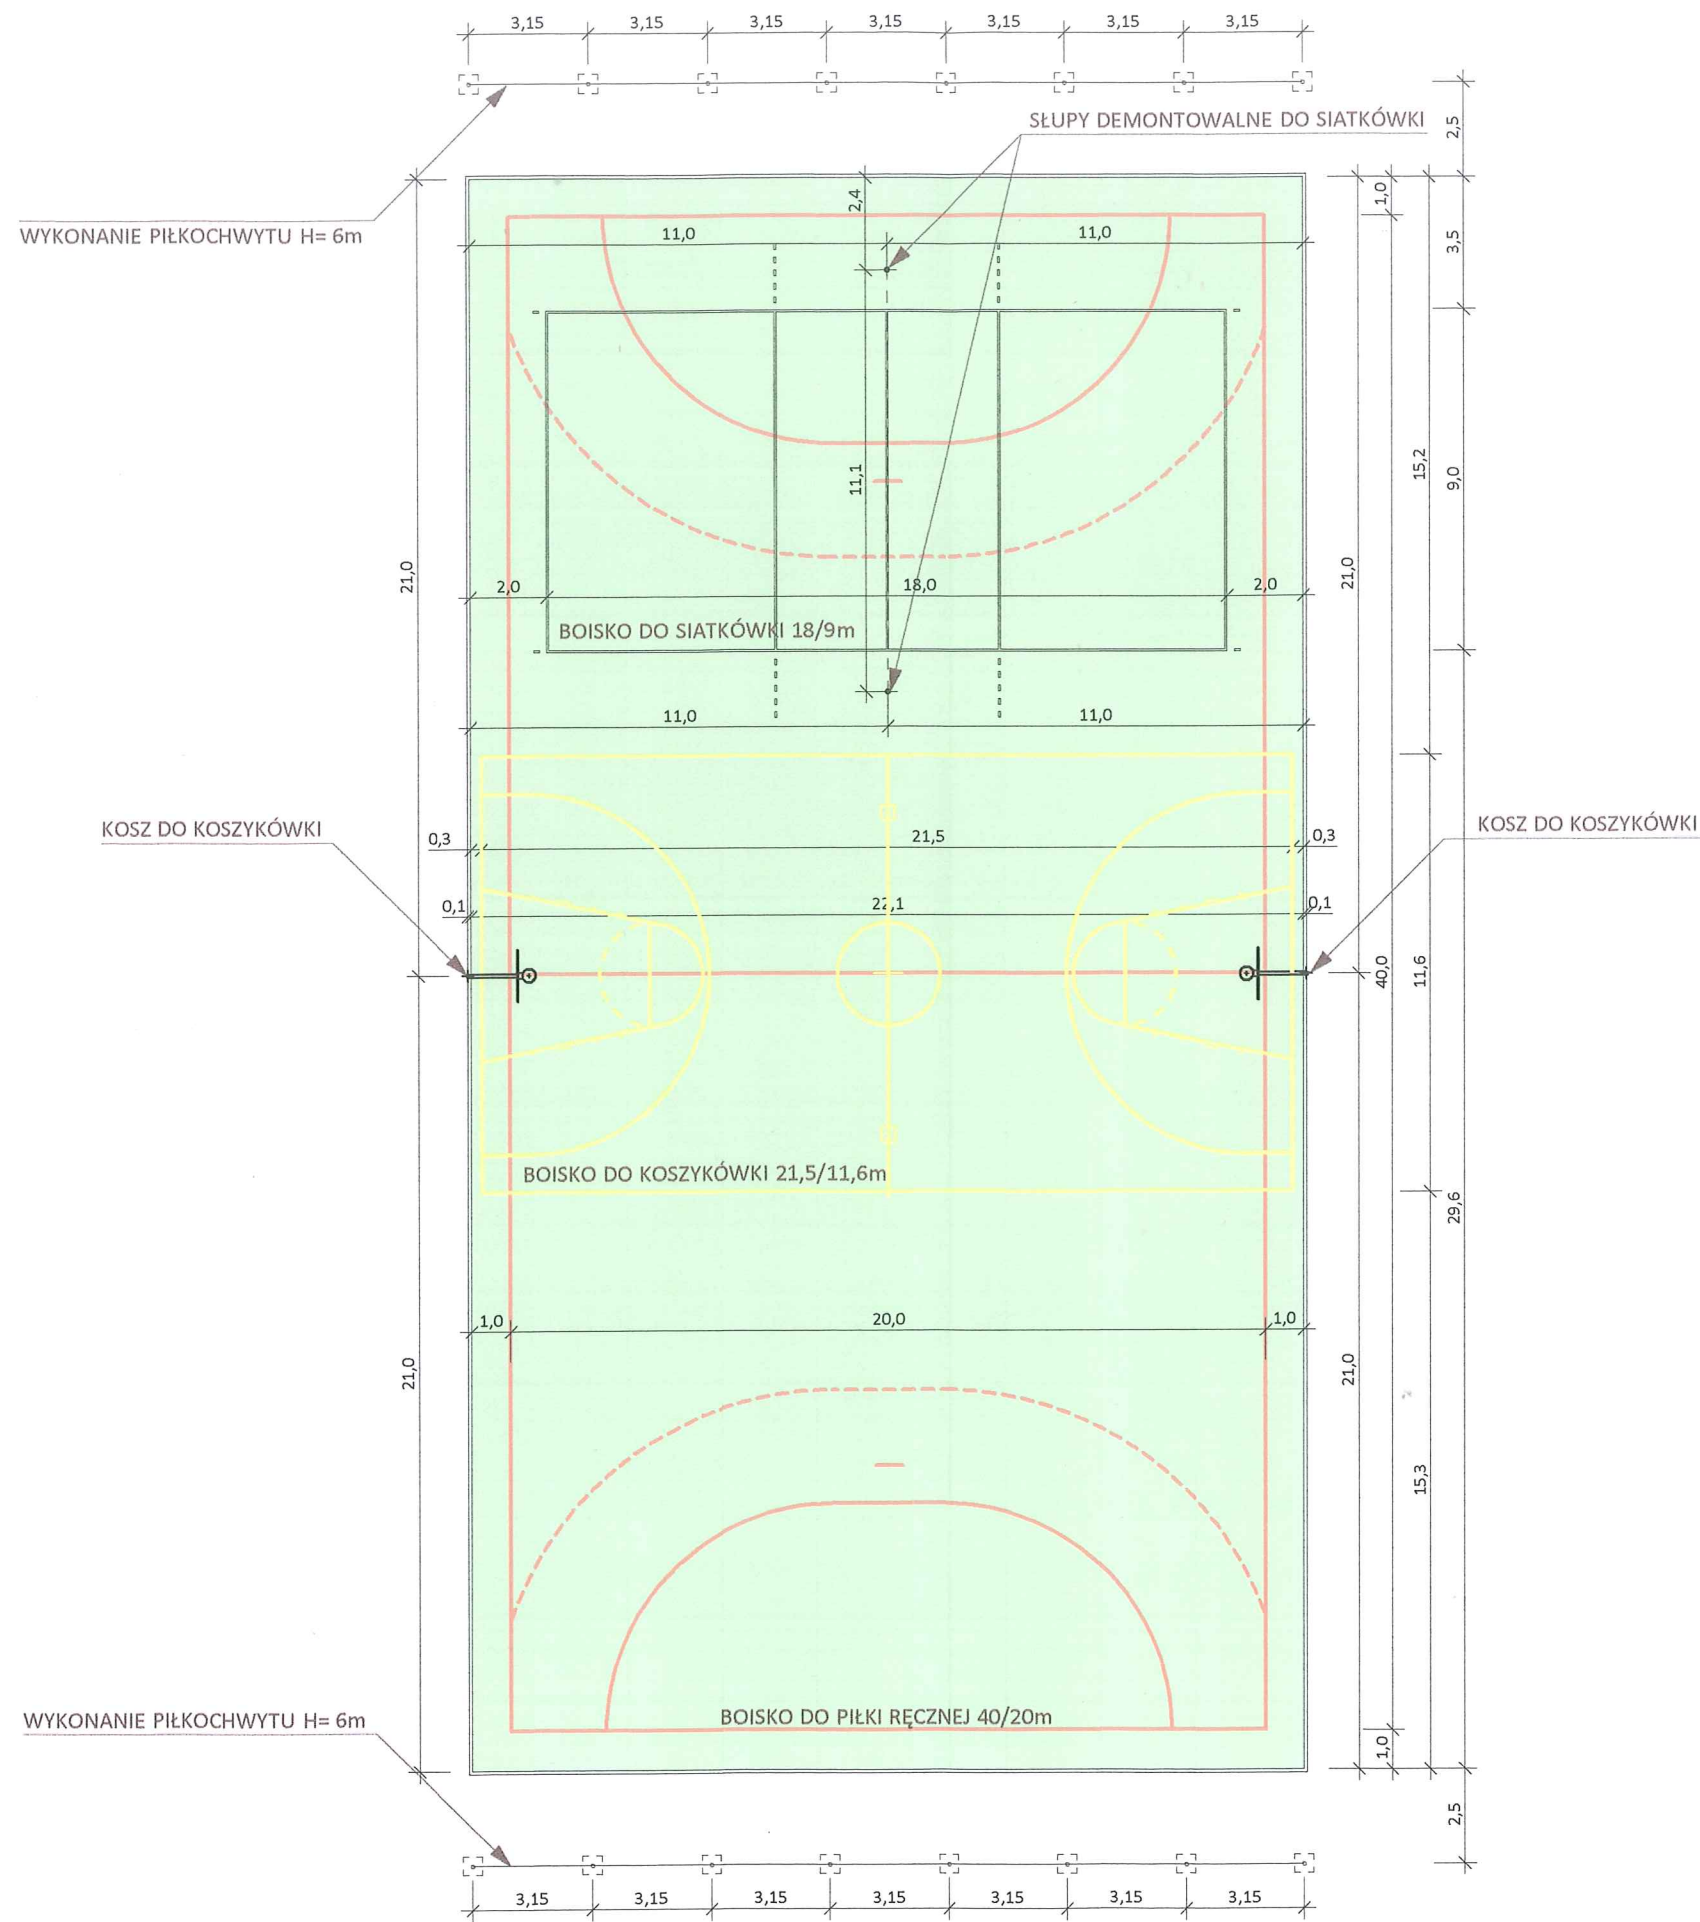 3,15 3,15 3,15 3,15 3,15 3,15 3,15
SŁUPY DEMONTOWALNE DO SIATKÓWKI
2,5
2,4
1,0
WYKONANIE PIŁKOCHWYTU H= 6m
11,0 11,0
3,5
11,1
15,2
9,0
21,0
21,0
2,0 18,0 2,0
BOISKO DO SIATKÓWKI 18/9m
11,0 11,0
KOSZ DO KOSZYKÓWKI
KOSZ DO KOSZYKÓWKI
0,3 21,5 0,3
0,1 22,1 0,1
40,0
11,6
BOISKO DO KOSZYKÓWKI 21,5/11,6m
29,6
1,0 20,0 1,0
21,0
21,0
15,3
BOISKO DO PIŁKI RĘCZNEJ 40/20m
WYKONANIE PIŁKOCHWYTU H= 6m
1,0
2,5
3,15 3,15 3,15 3,15 3,15 3,15 3,15